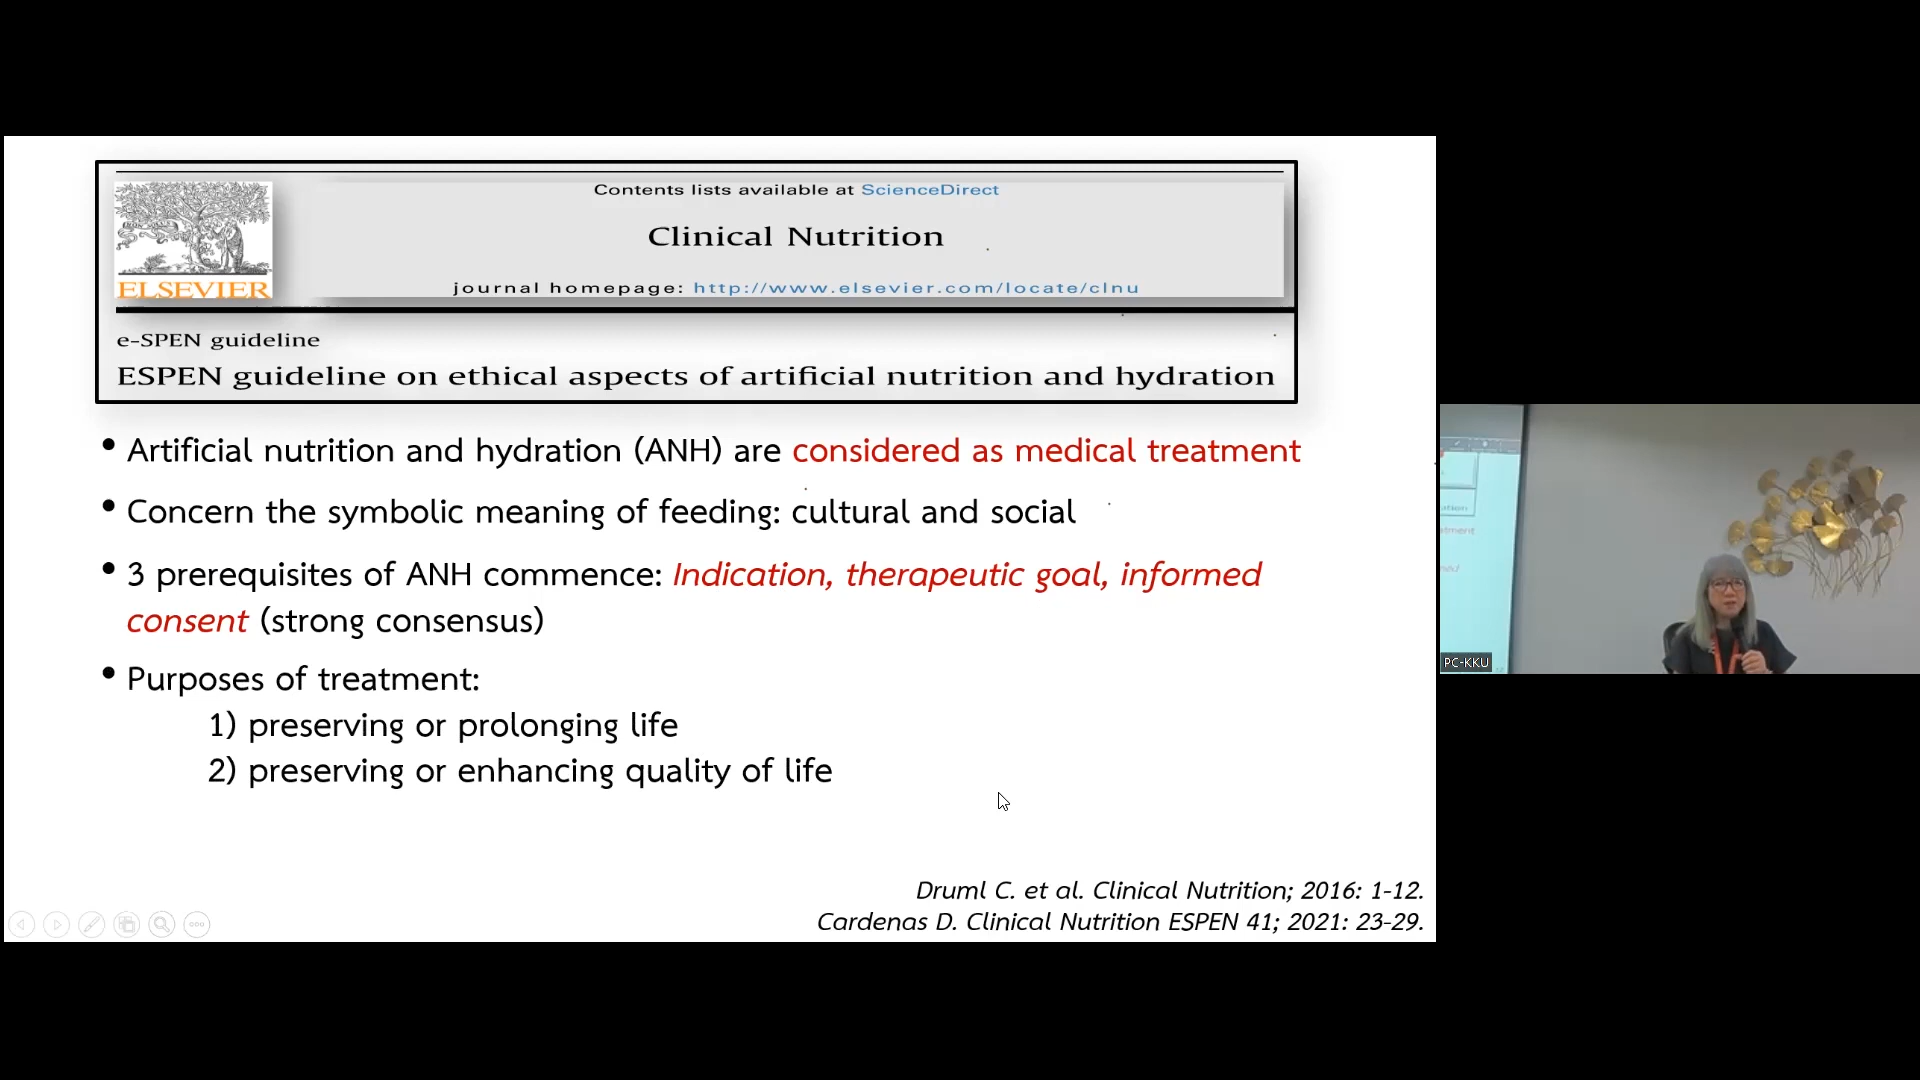 Contents lists available at ScienceDirect
Clinical Nutrition
journal homepage: http://www.elsevier.com/locate/clnu
ELSEVIER
e-SPEN guideline
ESPEN guideline on ethical aspects of artificial nutrition and hydration
• Artificial nutrition and hydration (ANH) are considered as medical treatment
• Concern the symbolic meaning of feeding: cultural and social
• 3 prerequisites of ANH commence: Indication, therapeutic goal, informed
consent (strong consensus)
• Purposes of treatment:
1) preserving or prolonging life
2) preserving or enhancing quality of life
Druml C. et al. Clinical Nutrition; 2016: 1-12.
Cardenas D. Clinical Nutrition ESPEN 41; 2021: 23-29.
PC-KKU